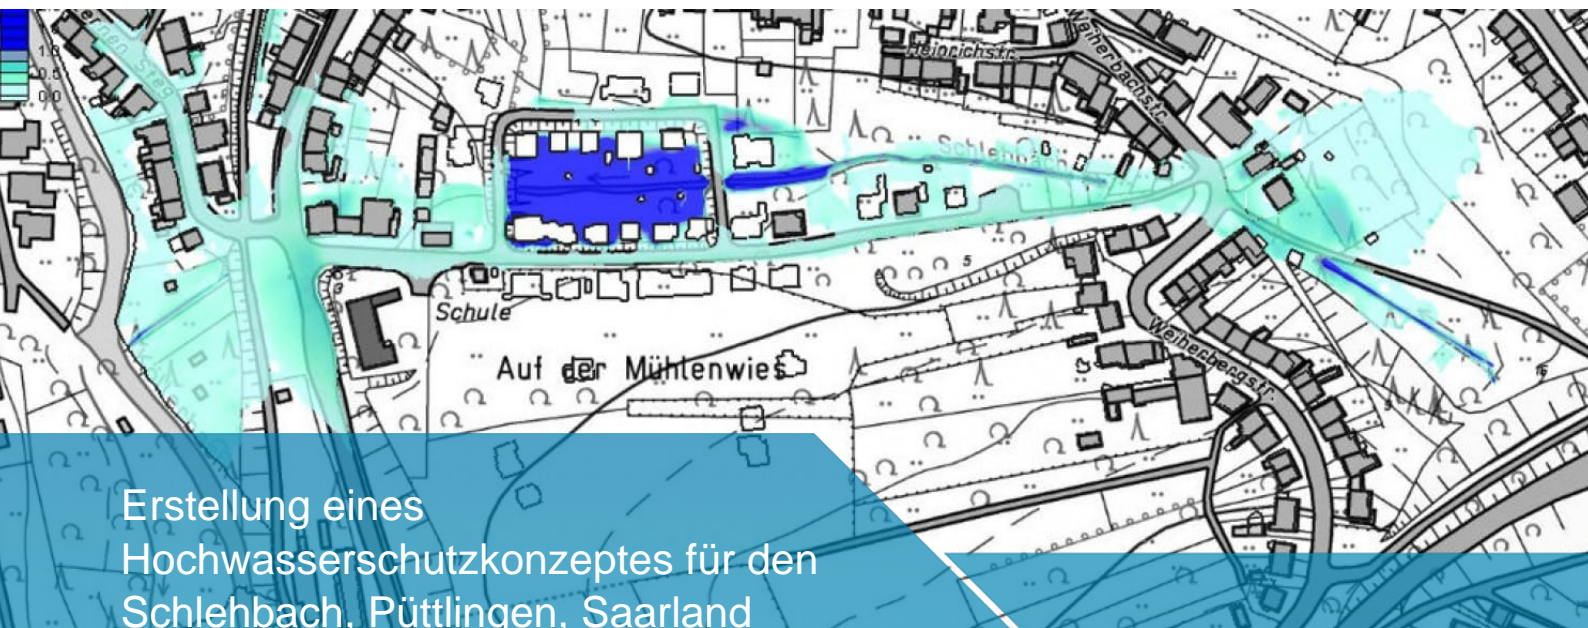 1.0
0.5
0.0
Steg
Heinrichstr.
Weiherbachstr.
Schlehbach
5
Schule
Auf der Mühlenwies
Weiherbergstr.
Erstellung eines
Hochwasserschutzkonzeptes für den
Schlehbach, Püttlingen, Saarland